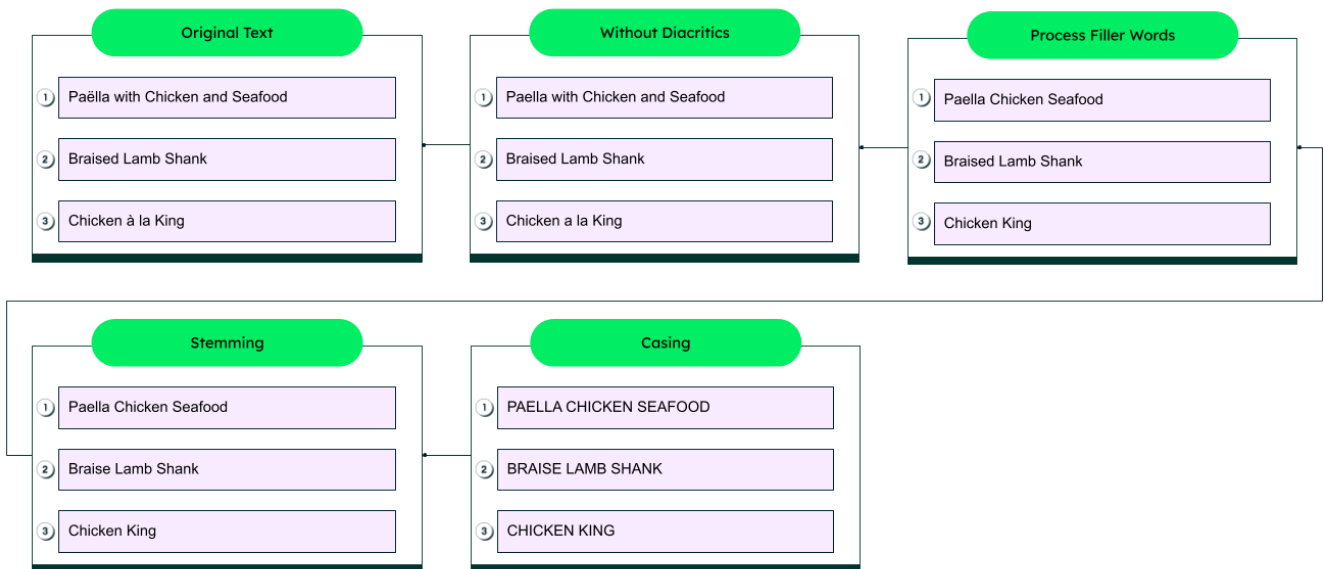 Original Text
1 Paëlla with Chicken and Seafood
2 Braised Lamb Shank
3 Chicken à la King
Without Diacritics
1 Paella with Chicken and Seafood
2 Braised Lamb Shank
3 Chicken a la King
Process Filler Words
1 Paella Chicken Seafood
2 Braised Lamb Shank
3 Chicken King
Stemming
1 Paella Chicken Seafood
2 Braise Lamb Shank
3 Chicken King
Casing
1 PAELLA CHICKEN SEAFOOD
2 BRAISE LAMB SHANK
3 CHICKEN KING